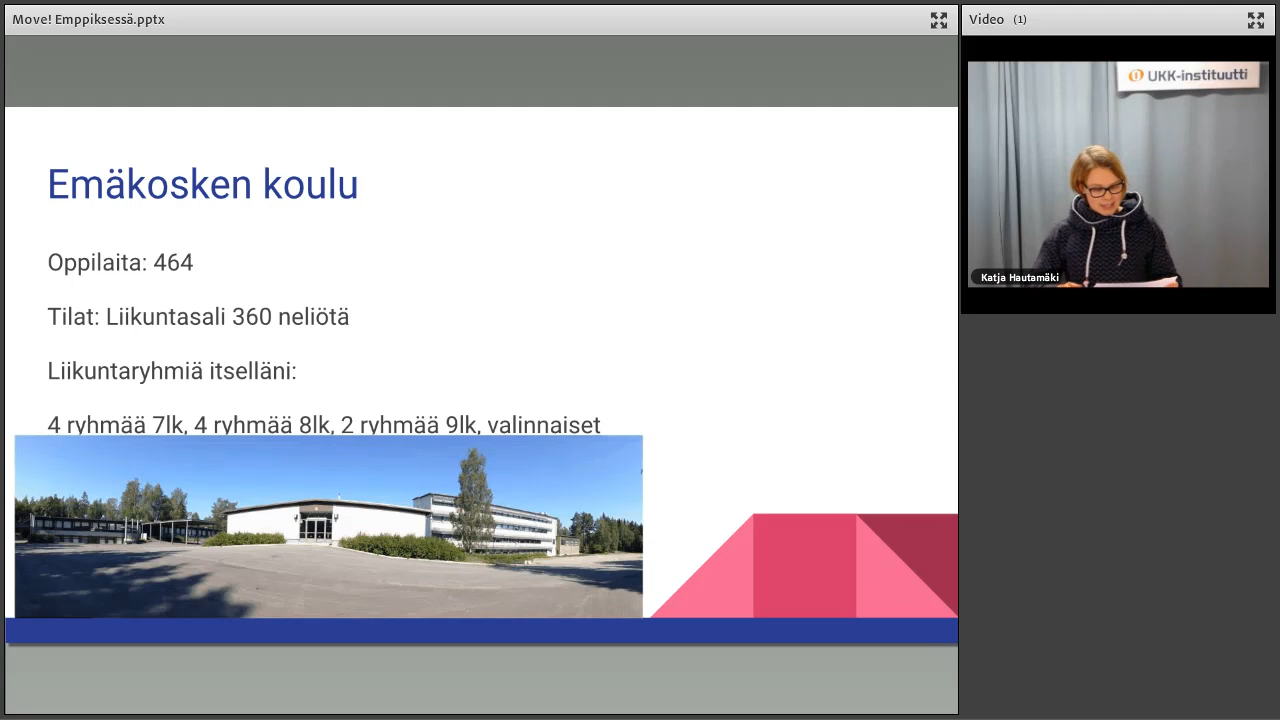 Move! Emppiksessä.pptx
Emäkosken koulu
Oppilaita: 464
Tilat: Liikuntasali 360 neliötä
Liikuntaryhmiä itselläni:
4 ryhmää 7lk, 4 ryhmää 8lk, 2 ryhmää 9lk, valinnaiset
Video (1)
UKK-instituutti
Katja Hautamäki